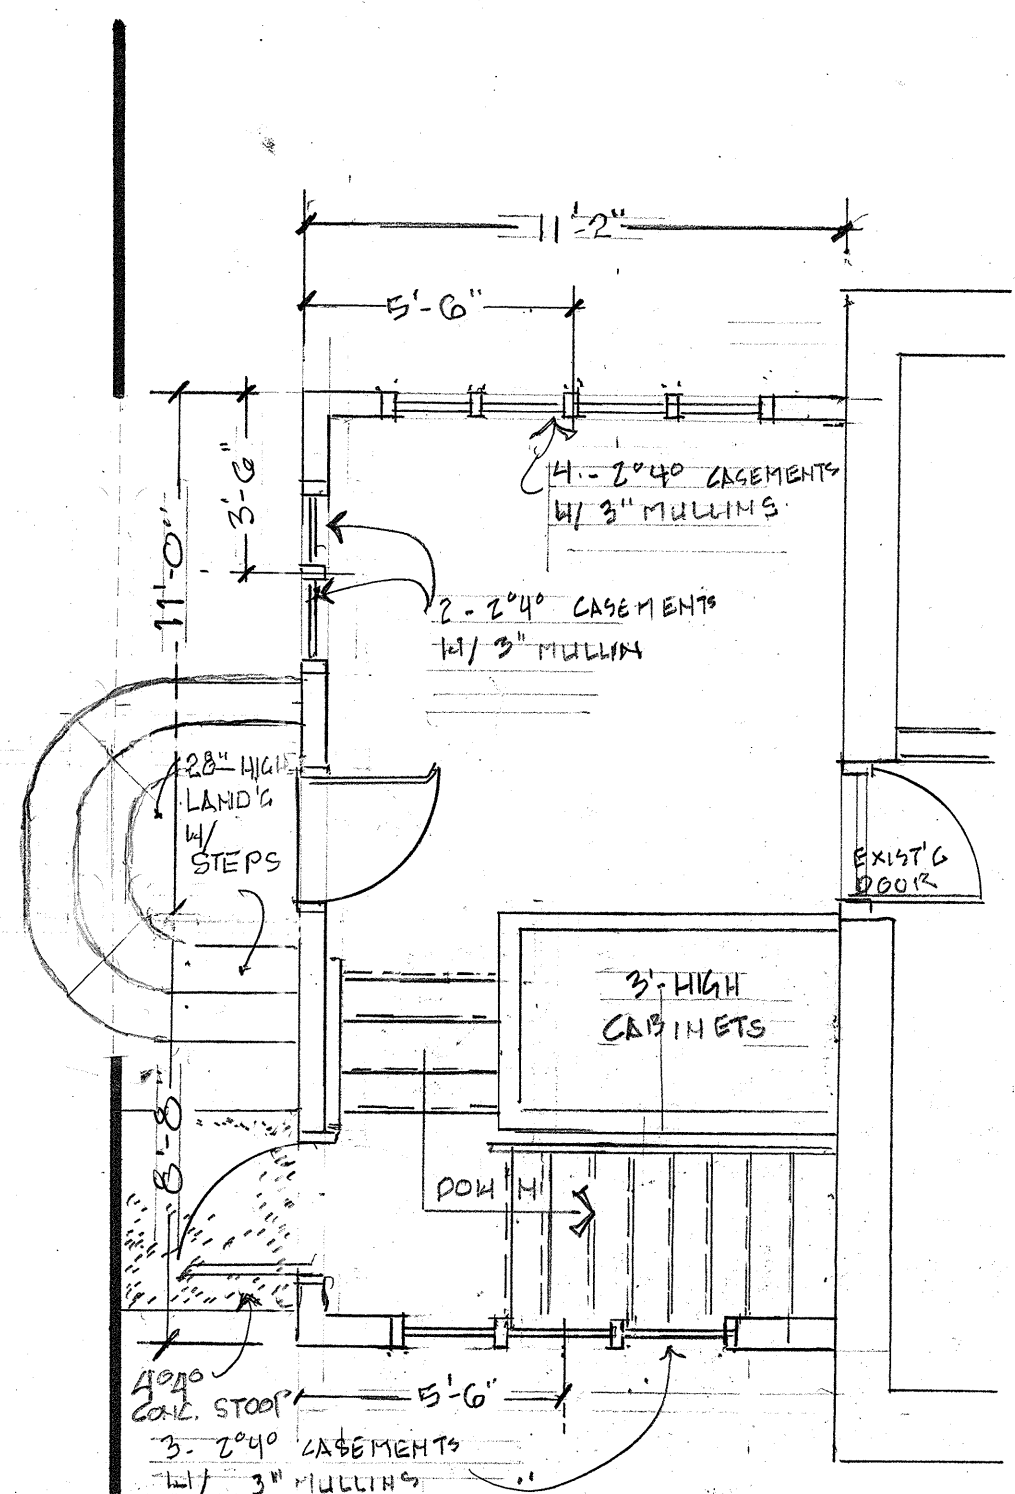 11'-2"
5'-6"
3'-6"
11'-0"
4.- 2°4° CASEMENTS
W/ 3" MULLINS.
2 - 2°4° CASEMENTS
W/ 3" MULLIN
28" HIGH
LAND'G
W/
STEPS
EXIST'G
DOOR
3'-HIGH
CABINETS
8'-8"
DOWN
4°4°
CONC. STOOP
5'-6"
3- 2°4° CASEMENTS
W/ 3" MULLINS